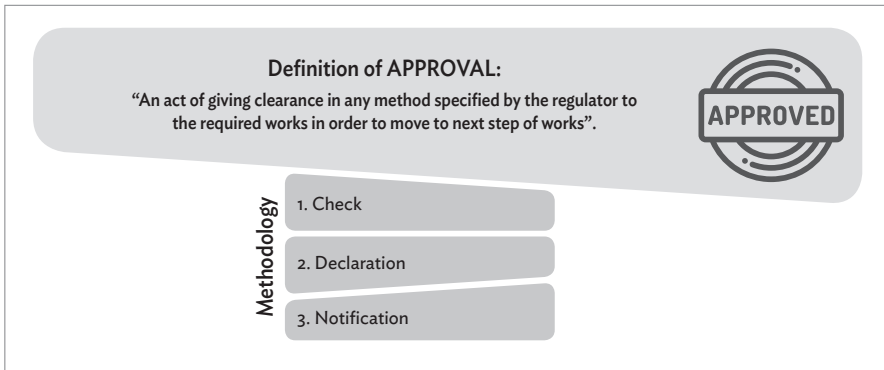 Definition of APPROVAL:
“An act of giving clearance in any method specified by the regulator to
the required works in order to move to next step of works”.
APPROVED
Methodology
1. Check
2. Declaration
3. Notification